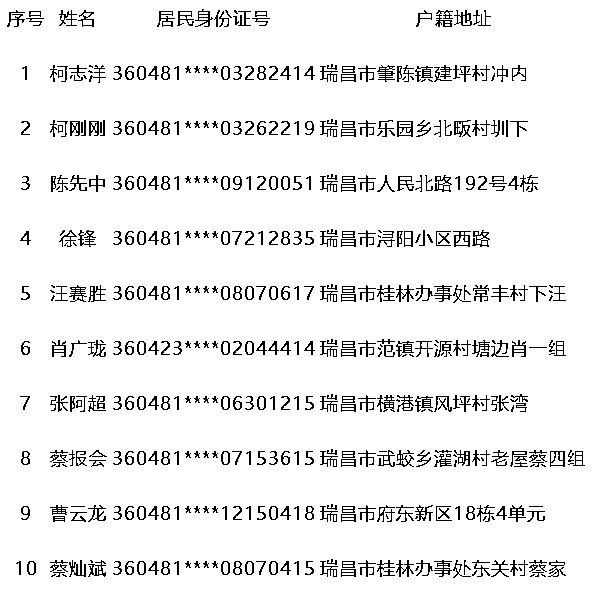 序号 姓名 居民身份证号 户籍地址
1 柯志洋 360481****03282414 瑞昌市肇陈镇建坪村冲内
2 柯刚刚 360481****03262219 瑞昌市乐园乡北畈村圳下
3 陈先中 360481****09120051 瑞昌市人民北路192号4栋
4 徐锋 360481****07212835 瑞昌市浔阳小区西路
5 汪赛胜 360481****08070617 瑞昌市桂林办事处常丰村下汪
6 肖广珑 360423****02044414 瑞昌市范镇开源村塘边肖一组
7 张阿超 360481****06301215 瑞昌市横港镇风坪村张湾
8 蔡报会 360481****07153615 瑞昌市武蛟乡灌湖村老屋蔡四组
9 曹云龙 360481****12150418 瑞昌市府东新区18栋4单元
10 蔡灿斌 360481****08070415 瑞昌市桂林办事处东关村蔡家